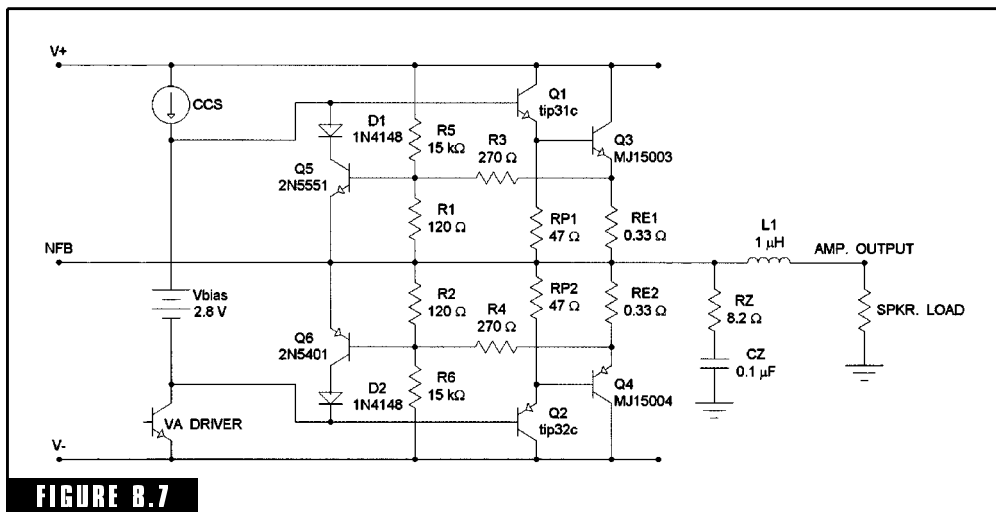 V+
CCS
D1
1N4148
Q5
2N5551
R5
15 kΩ
R3
270 Ω
Q1
tip31c
Q3
MJ15003
R1
120 Ω
RP1
47 Ω
RE1
0.33 Ω
L1
1 µH
AMP. OUTPUT
NFB
Vbias
2.8 V
R2
120 Ω
R4
270 Ω
RP2
47 Ω
RE2
0.33 Ω
RZ
8.2 Ω
SPKR. LOAD
Q6
2N5401
CZ
0.1 µF
D2
1N4148
R6
15 kΩ
Q4
MJ15004
Q2
tip32c
VA DRIVER
V-
FIGURE 8.7